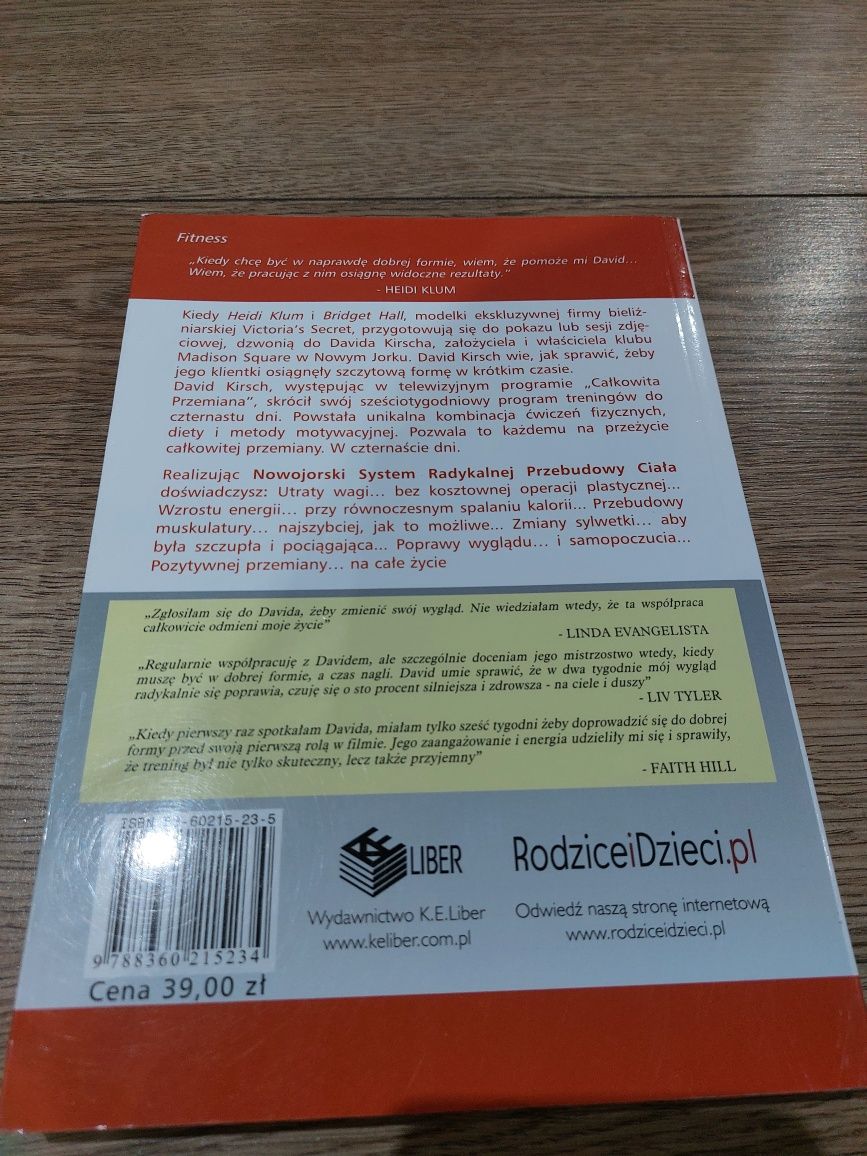 Fitness
„Kiedy chcę być w naprawdę dobrej formie, wiem, że pomoże mi David...
Wiem, że pracując z nim osiągnę widoczne rezultaty.”
- HEIDI KLUM
Kiedy Heidi Klum i Bridget Hall, modelki ekskluzywnej firmy bieliź-
niarskiej Victoria's Secret, przygotowują się do pokazu lub sesji zdję-
ciowej, dzwonią do Davida Kirscha, założyciela i właściciela klubu
Madison Square w Nowym Jorku. David Kirsch wie, jak sprawić, żeby
jego klientki osiągnęły szczytową formę w krótkim czasie.
David Kirsch, występując w telewizyjnym programie „Całkowita
Przemiana”, skrócił swój sześciotygodniowy program treningów do
czternastu dni. Powstała unikalna kombinacja ćwiczeń fizycznych,
diety i metody motywacyjnej. Pozwala to każdemu na przeżycie
całkowitej przemiany. W czternaście dni.
Realizując Nowojorski System Radykalnej Przebudowy Ciała
doświadczysz: Utraty wagi... bez kosztownej operacji plastycznej...
Wzrostu energii... przy równoczesnym spalaniu kalorii... Przebudowy
muskulatury... najszybciej, jak to możliwe... Zmiany sylwetki... aby
była szczupła i pociągająca... Poprawy wyglądu... i samopoczucia...
Pozytywnej przemiany... na całe życie
„Zgłosiłam się do Davida, żeby zmienić swój wygląd. Nie wiedziałam wtedy, że ta współpraca
całkowicie odmieni moje życie”
- LINDA EVANGELISTA
„Regularnie współpracuję z Davidem, ale szczególnie doceniam jego mistrzostwo wtedy, kiedy
muszę być w dobrej formie, a czas nagli. David umie sprawić, że w dwa tygodnie mój wygląd
radykalnie się poprawia, czuję się o sto procent silniejsza i zdrowsza - na ciele i duszy”
- LIV TYLER
„Kiedy pierwszy raz spotkałam Davida, miałam tylko sześć tygodni żeby doprowadzić się do dobrej
formy przed swoją pierwszą rolą w filmie. Jego zaangażowanie i energia udzieliły mi się i sprawiły,
że trening był nie tylko skuteczny, lecz także przyjemny”
- FAITH HILL
ISBN 83-60215-23-5
9 788360 215234
Cena 39,00 zł
LIBER
Wydawnictwo K.E.Liber
www.keliber.com.pl
RodziceiDzieci.pl
Odwiedź naszą stronę internetową
www.rodziceidzieci.pl